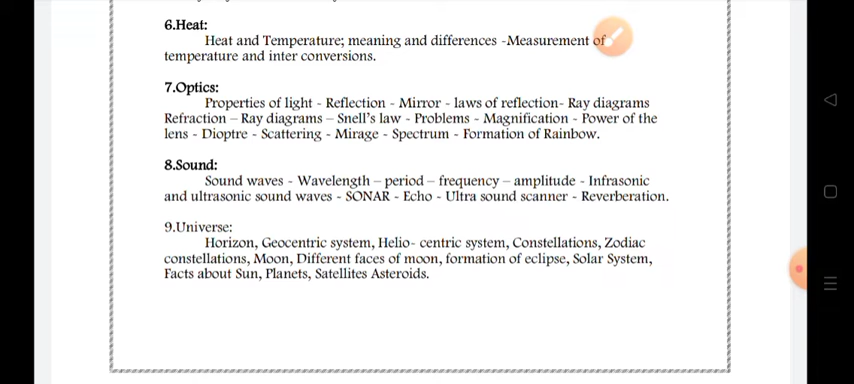 6.Heat:
Heat and Temperature; meaning and differences -Measurement of
temperature and inter conversions.
7.Optics:
Properties of light - Reflection - Mirror - laws of reflection- Ray diagrams
Refraction – Ray diagrams – Snell's law - Problems - Magnification - Power of the
lens - Dioptre - Scattering - Mirage - Spectrum - Formation of Rainbow.
8.Sound:
Sound waves - Wavelength – period – frequency – amplitude - Infrasonic
and ultrasonic sound waves - SONAR - Echo - Ultra sound scanner - Reverberation.
9.Universe:
Horizon, Geocentric system, Helio- centric system, Constellations, Zodiac
constellations, Moon, Different faces of moon, formation of eclipse, Solar System,
Facts about Sun, Planets, Satellites Asteroids.